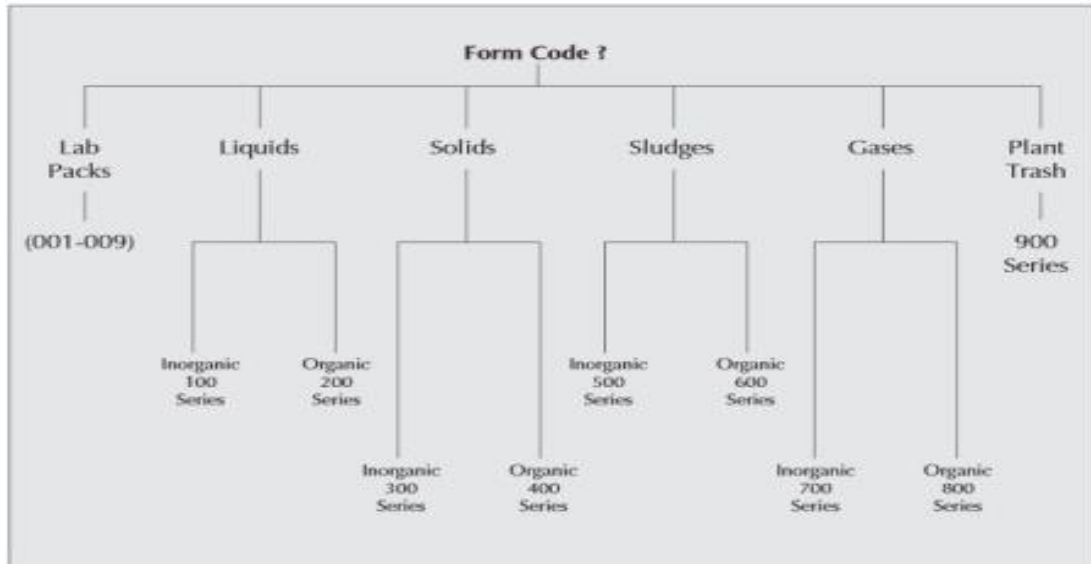 Form Code ?
Lab
Packs
(001-009)
Liquids
Inorganic
100
Series
Organic
200
Series
Solids
Inorganic
300
Series
Organic
400
Series
Sludges
Inorganic
500
Series
Organic
600
Series
Gases
Inorganic
700
Series
Organic
800
Series
Plant
Trash
900
Series